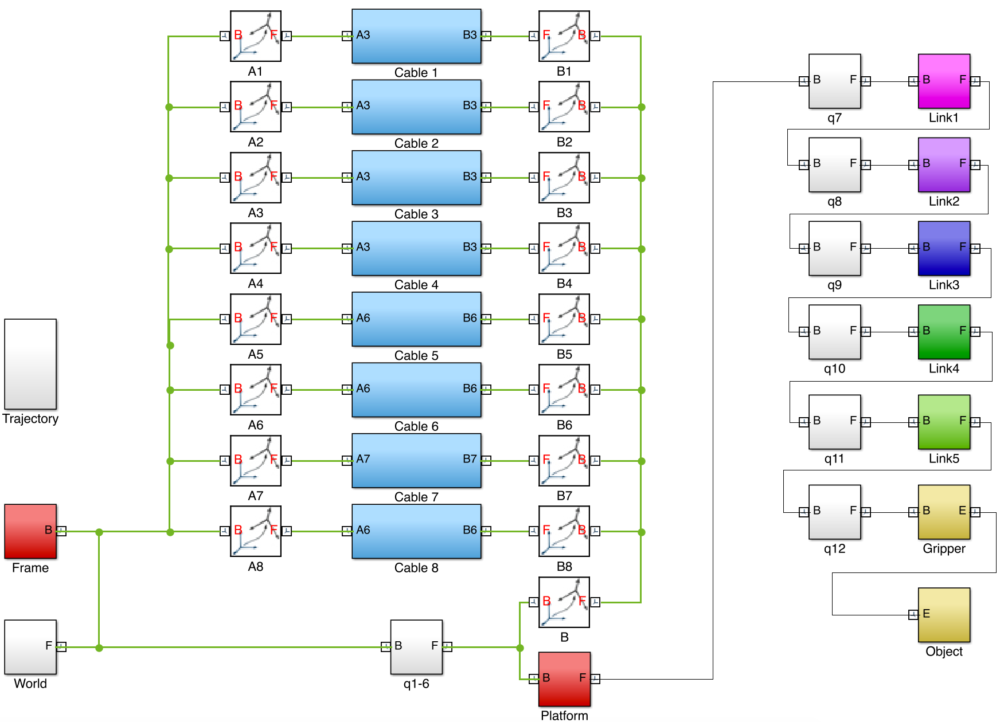 B F A3 B3 F B
A1 Cable 1 B1
B F A3 B3 F B
A2 Cable 2 B2
B F A3 B3 F B
A3 Cable 3 B3
B F A3 B3 F B
A4 Cable 4 B4
B F A6 B6 F B
A5 Cable 5 B5
B F A6 B6 F B
A6 Cable 6 B6
B F A7 B7 F B
A7 Cable 7 B7
B F A6 B6 F B
A8 Cable 8 B8
Trajectory
B
Frame
F
World
B F
q1-6
B F
B
B F
Platform
B F B F
q7 Link1
B F B F
q8 Link2
B F B F
q9 Link3
B F B F
q10 Link4
B F B F
q11 Link5
B F B E
q12 Gripper
E
Object